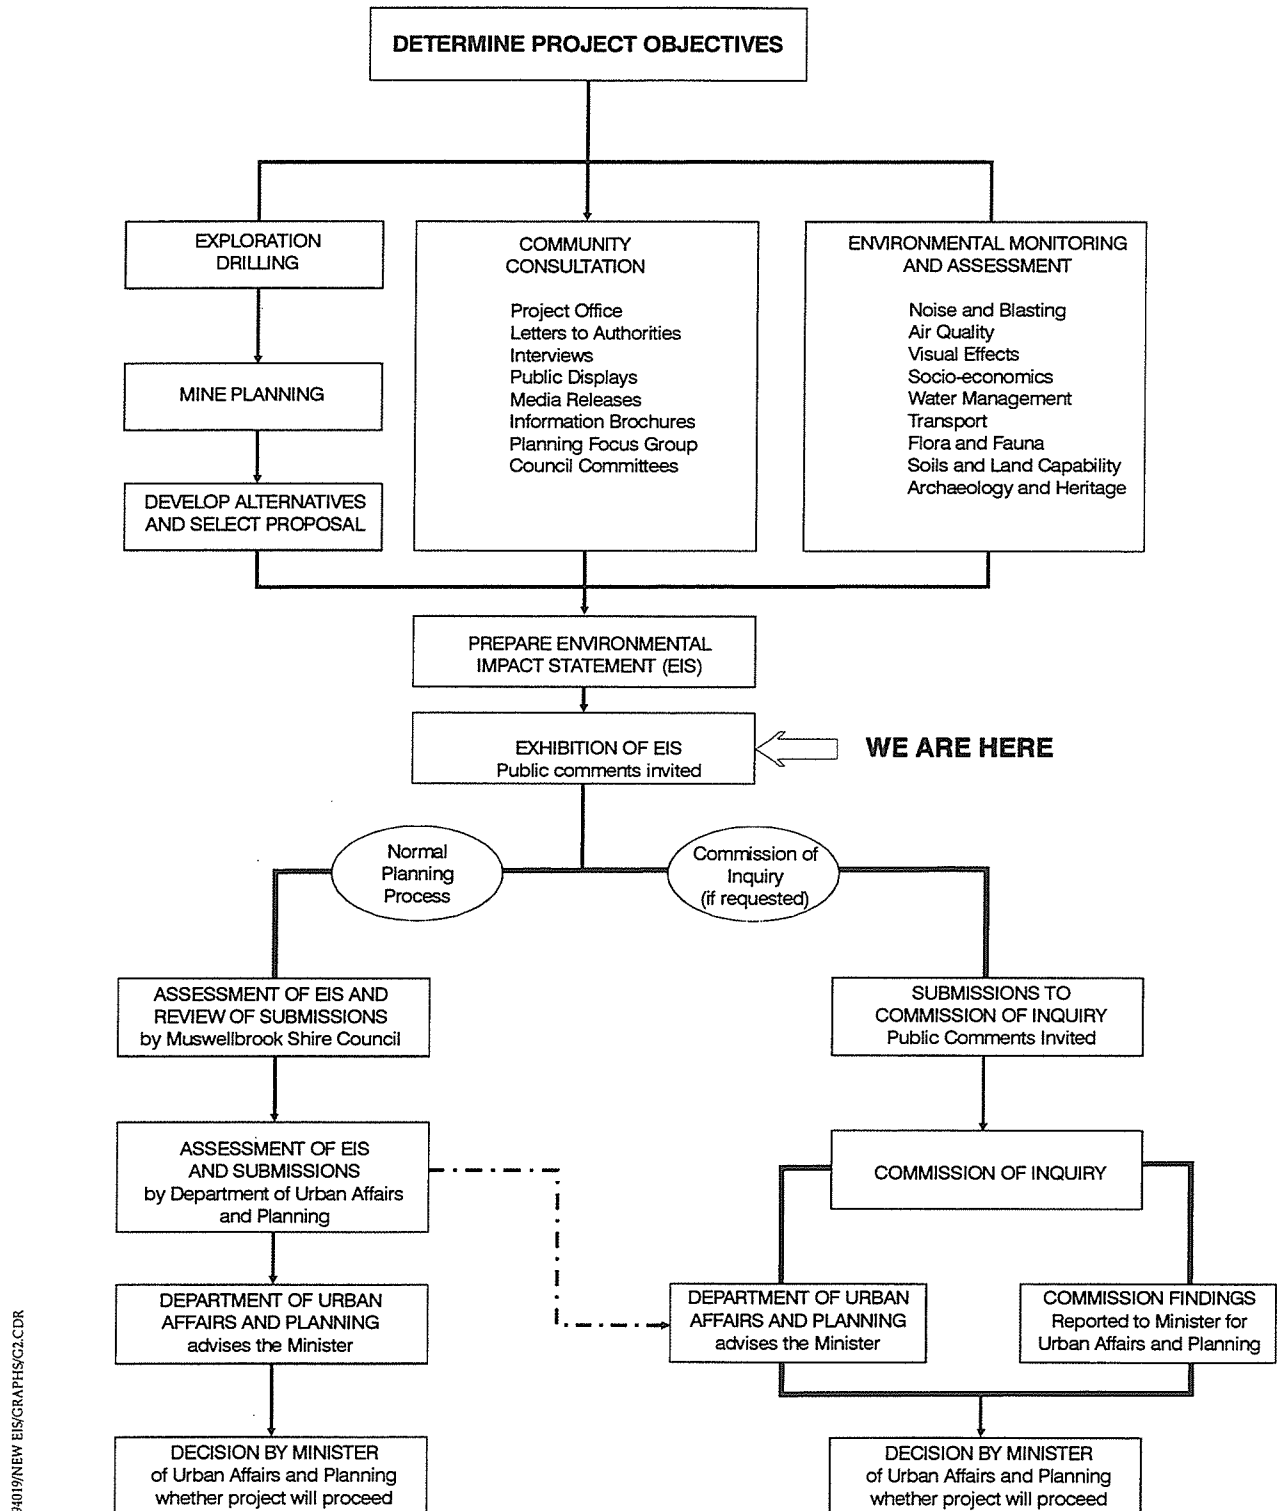 DETERMINE PROJECT OBJECTIVES
EXPLORATION
DRILLING
MINE PLANNING
DEVELOP ALTERNATIVES
AND SELECT PROPOSAL
COMMUNITY
CONSULTATION
Project Office
Letters to Authorities
Interviews
Public Displays
Media Releases
Information Brochures
Planning Focus Group
Council Committees
ENVIRONMENTAL MONITORING
AND ASSESSMENT
Noise and Blasting
Air Quality
Visual Effects
Socio-economics
Water Management
Transport
Flora and Fauna
Soils and Land Capability
Archaeology and Heritage
PREPARE ENVIRONMENTAL
IMPACT STATEMENT (EIS)
EXHIBITION OF EIS
Public comments invited
WE ARE HERE
Normal
Planning
Process
Commission of
Inquiry
(if requested)
ASSESSMENT OF EIS AND
REVIEW OF SUBMISSIONS
by Muswellbrook Shire Council
ASSESSMENT OF EIS
AND SUBMISSIONS
by Department of Urban Affairs
and Planning
DEPARTMENT OF URBAN
AFFAIRS AND PLANNING
advises the Minister
DECISION BY MINISTER
of Urban Affairs and Planning
whether project will proceed
SUBMISSIONS TO
COMMISSION OF INQUIRY
Public Comments Invited
COMMISSION OF INQUIRY
DEPARTMENT OF URBAN
AFFAIRS AND PLANNING
advises the Minister
COMMISSION FINDINGS
Reported to Minister for
Urban Affairs and Planning
DECISION BY MINISTER
of Urban Affairs and Planning
whether project will proceed
94019/NEW EIS/GRAPHS/G2.CDR